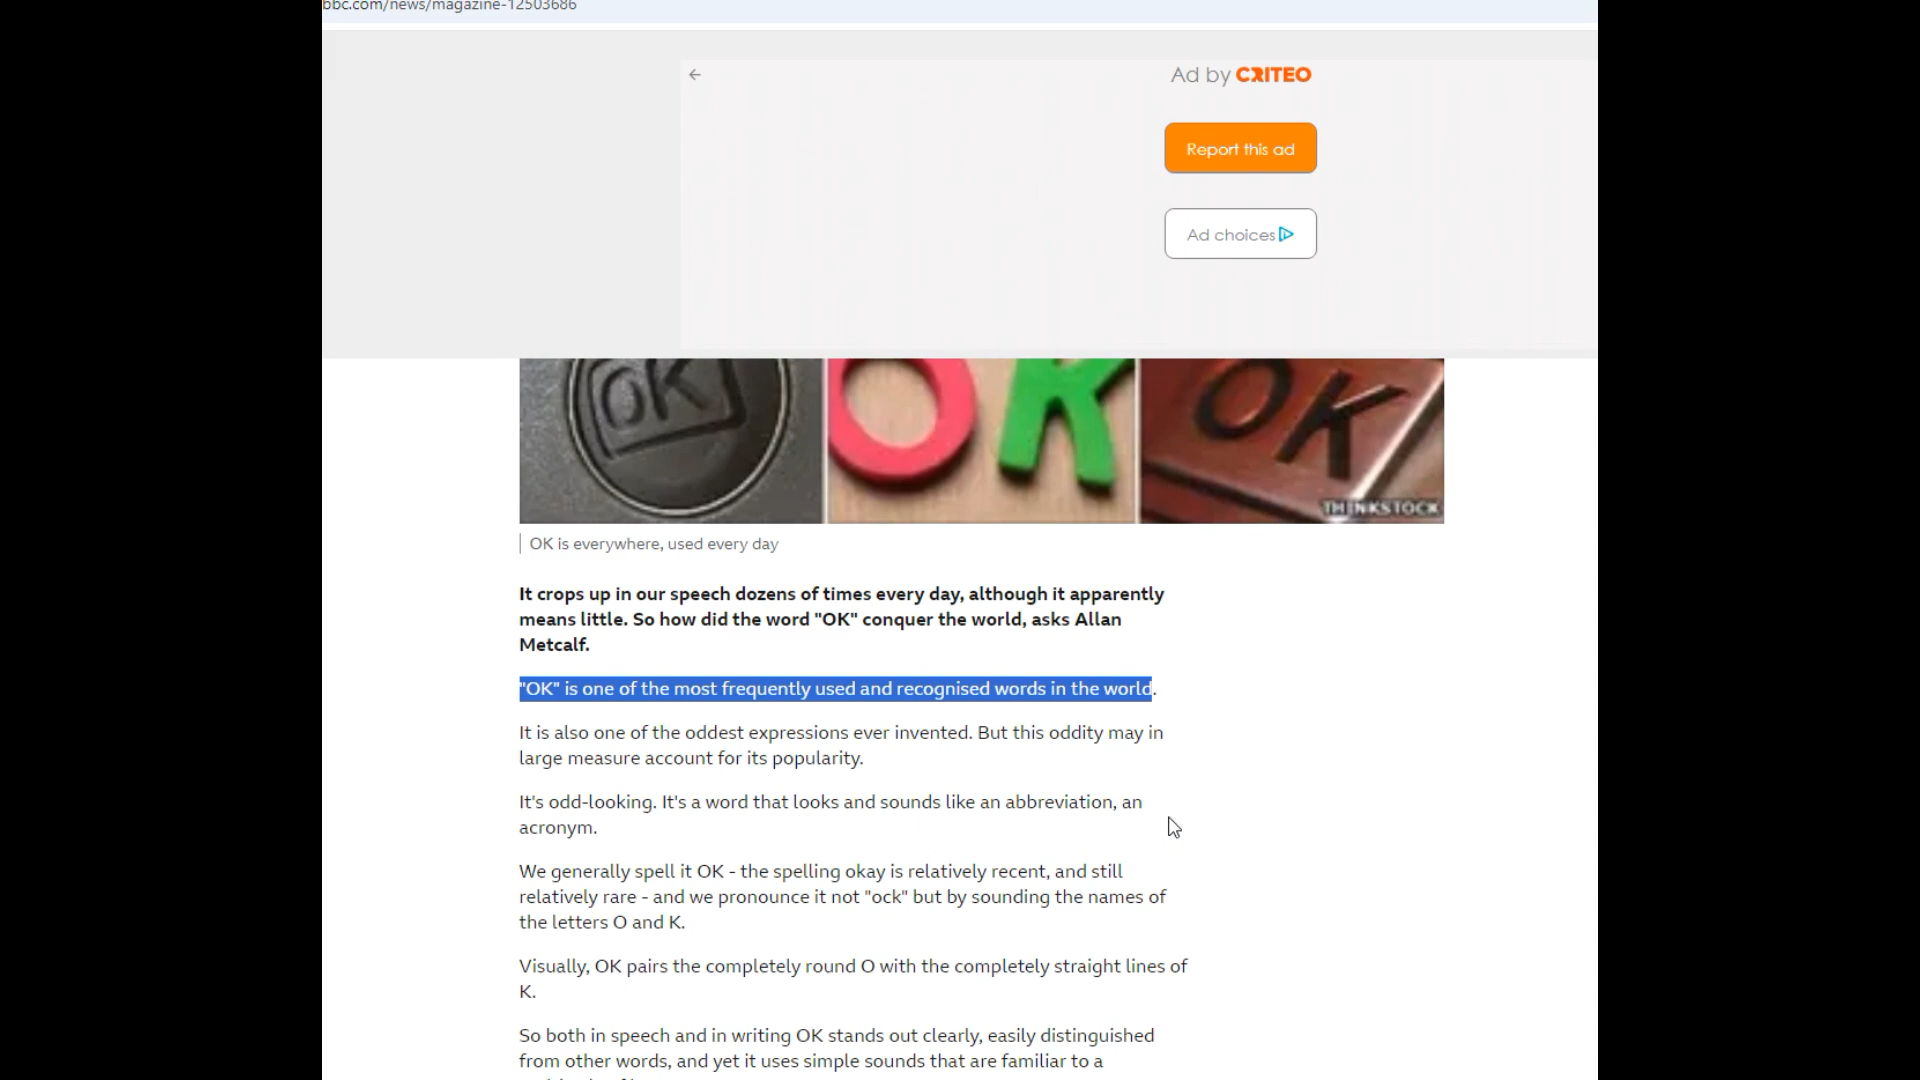 bbc.com/news/magazine-12503686
Ad by CRITEO
Report this ad
Ad choices
OK
OK
OK
THINKSTOCK
OK is everywhere, used every day
It crops up in our speech dozens of times every day, although it apparently
means little. So how did the word "OK" conquer the world, asks Allan
Metcalf.
"OK" is one of the most frequently used and recognised words in the world.
It is also one of the oddest expressions ever invented. But this oddity may in
large measure account for its popularity.
It's odd-looking. It's a word that looks and sounds like an abbreviation, an
acronym.
We generally spell it OK - the spelling okay is relatively recent, and still
relatively rare - and we pronounce it not "ock" but by sounding the names of
the letters O and K.
Visually, OK pairs the completely round O with the completely straight lines of
K.
So both in speech and in writing OK stands out clearly, easily distinguished
from other words, and yet it uses simple sounds that are familiar to a